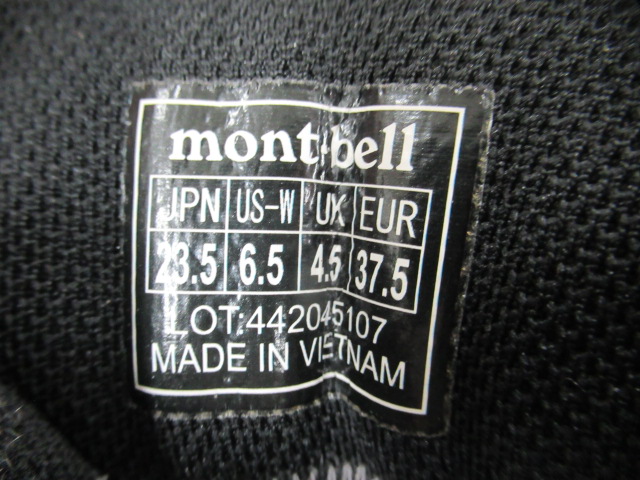 mont-bell
JPN US-W UK EUR
23.5 6.5 4.5 37.5
LOT:442045107
MADE IN VIETNAM